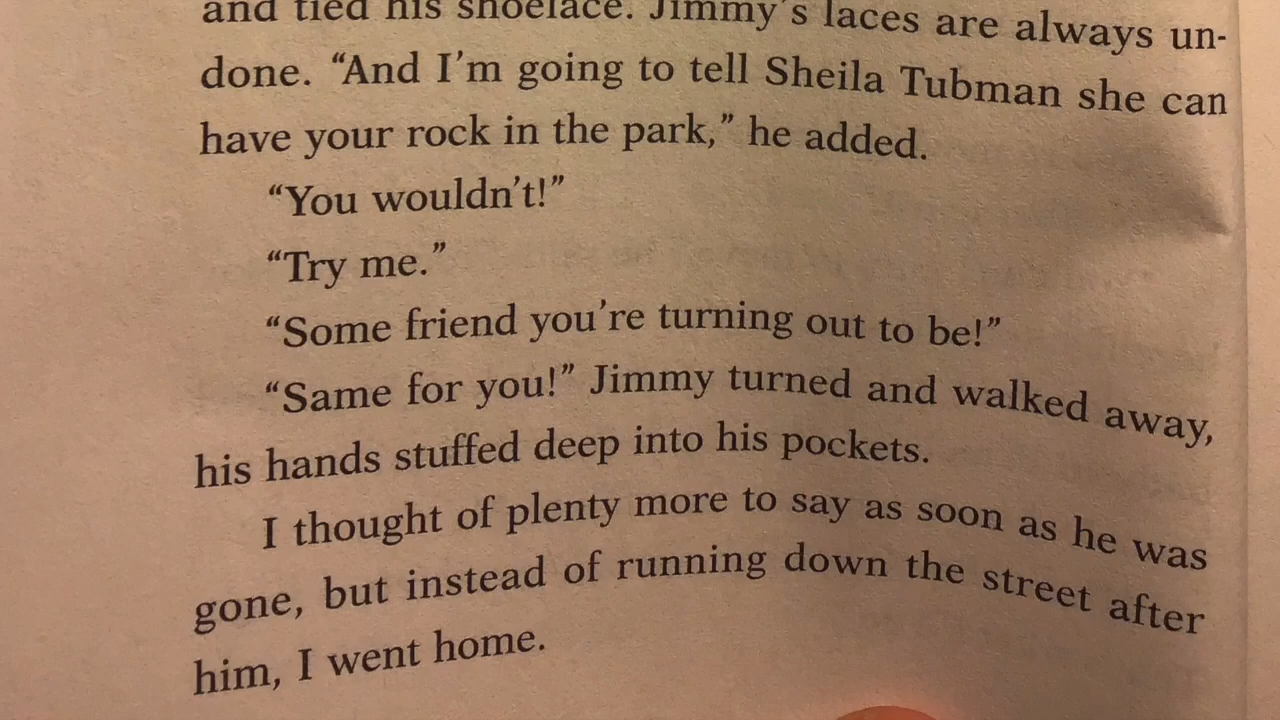 and tied his shoelace. Jimmy's laces are always un-
done. “And I'm going to tell Sheila Tubman she can
have your rock in the park,” he added.
“You wouldn't!”
“Try me.”
“Some friend you're turning out to be!”
“Same for you!” Jimmy turned and walked away,
his hands stuffed deep into his pockets.
I thought of plenty more to say as soon as he was
gone, but instead of running down the street after
him, I went home.